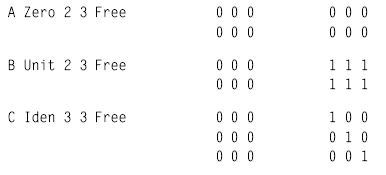 A Zero 2 3 Free 0 0 0 0 0 0
0 0 0 0 0 0
B Unit 2 3 Free 0 0 0 1 1 1
0 0 0 1 1 1
C Iden 3 3 Free 0 0 0 1 0 0
0 0 0 0 1 0
0 0 0 0 0 1